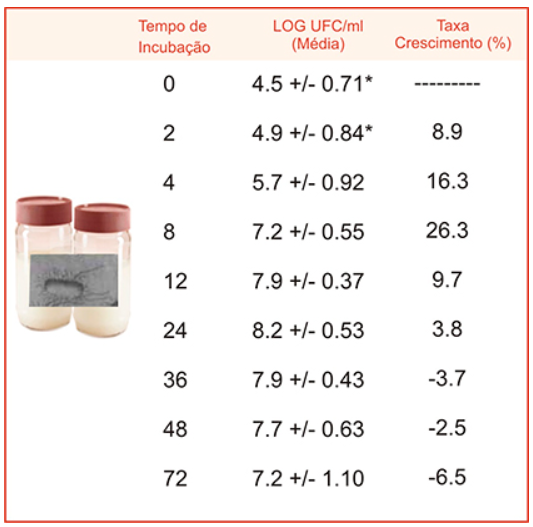 Tempo de Incubação LOG UFC/ml (Média) Taxa Crescimento (%)
0 4.5 +/- 0.71* ---------
2 4.9 +/- 0.84* 8.9
4 5.7 +/- 0.92 16.3
8 7.2 +/- 0.55 26.3
12 7.9 +/- 0.37 9.7
24 8.2 +/- 0.53 3.8
36 7.9 +/- 0.43 -3.7
48 7.7 +/- 0.63 -2.5
72 7.2 +/- 1.10 -6.5